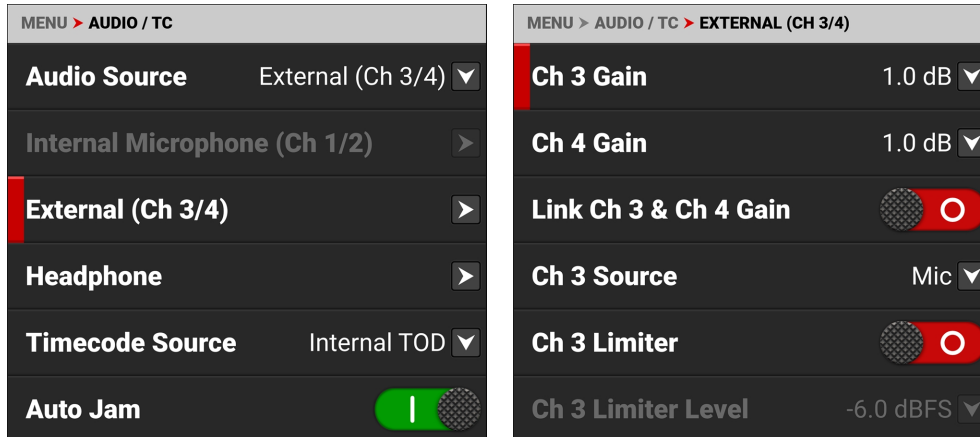 MENU > AUDIO / TC
Audio Source External (Ch 3/4)
Internal Microphone (Ch 1/2)
External (Ch 3/4)
Headphone
Timecode Source Internal TOD
Auto Jam
MENU > AUDIO / TC > EXTERNAL (CH 3/4)
Ch 3 Gain 1.0 dB
Ch 4 Gain 1.0 dB
Link Ch 3 & Ch 4 Gain
Ch 3 Source Mic
Ch 3 Limiter
Ch 3 Limiter Level -6.0 dBFS